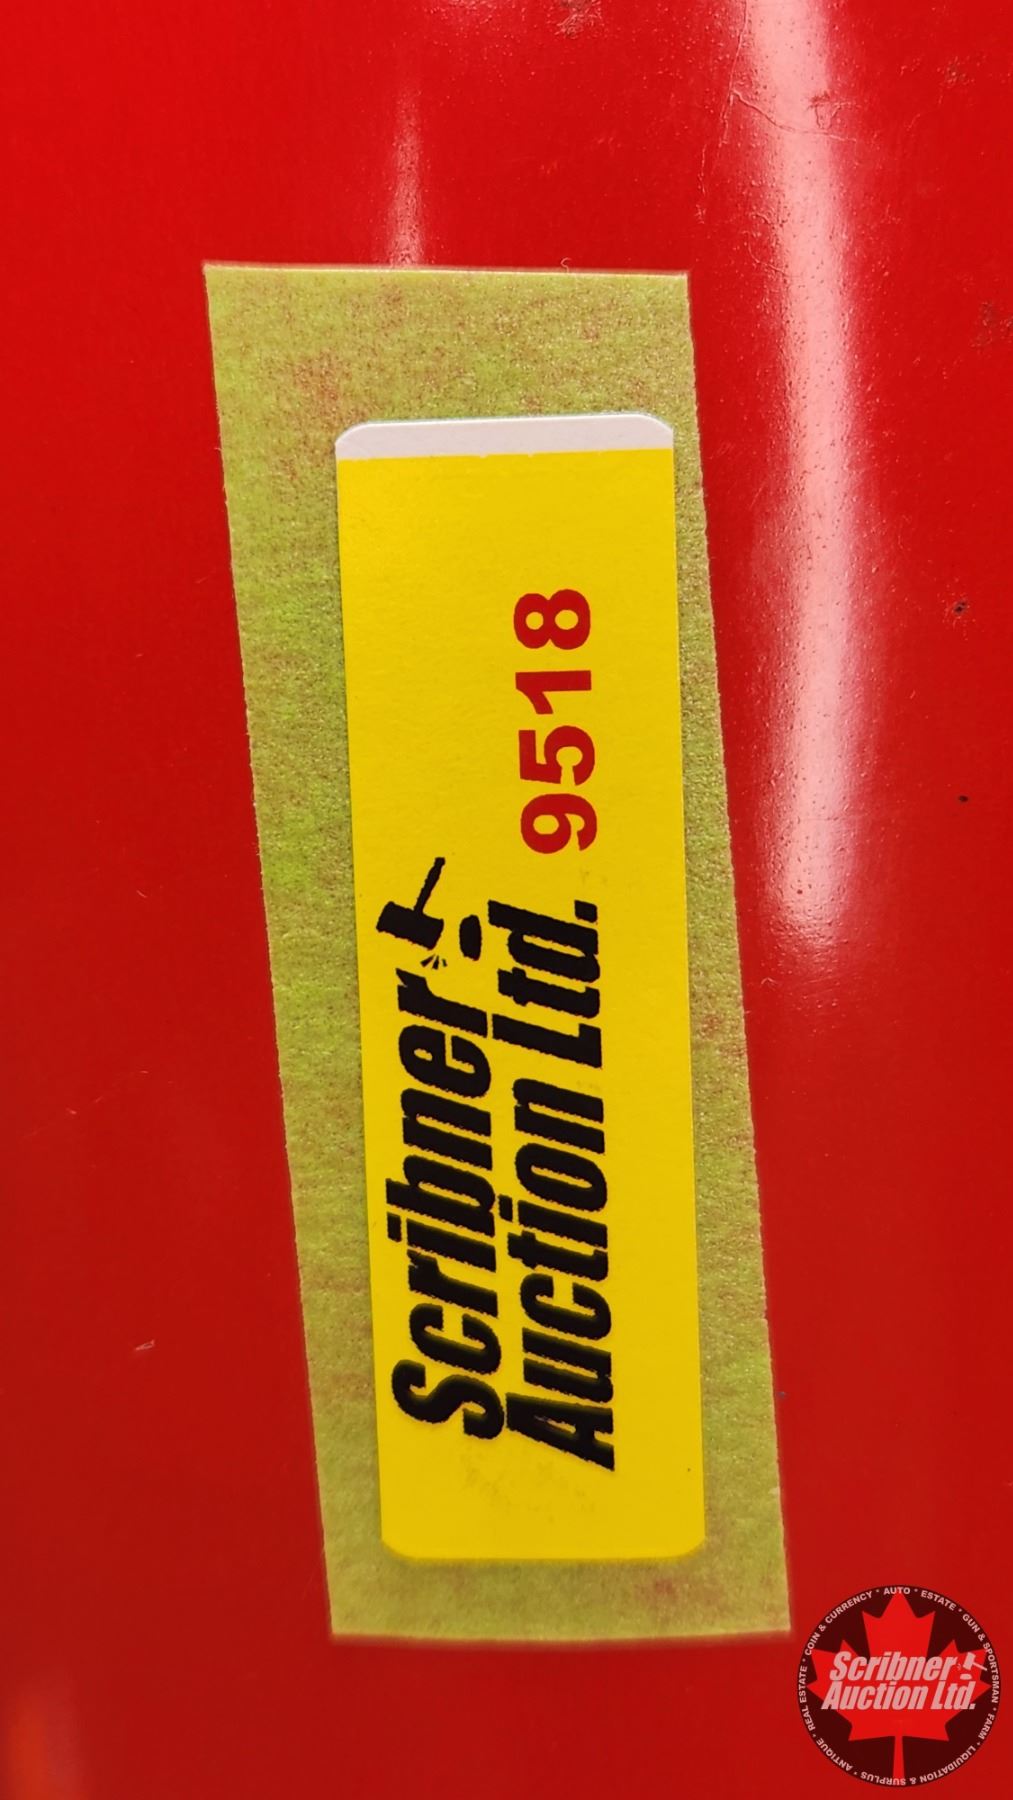 Scribner
Auction Ltd. 9518
COIN & CURRENCY • AUTO • ESTATE • GUN & SPORTSMAN • FARM • LIQUIDATION & SURPLUS • ANTIQUE • REAL ESTATE •
Scribner
Auction Ltd.